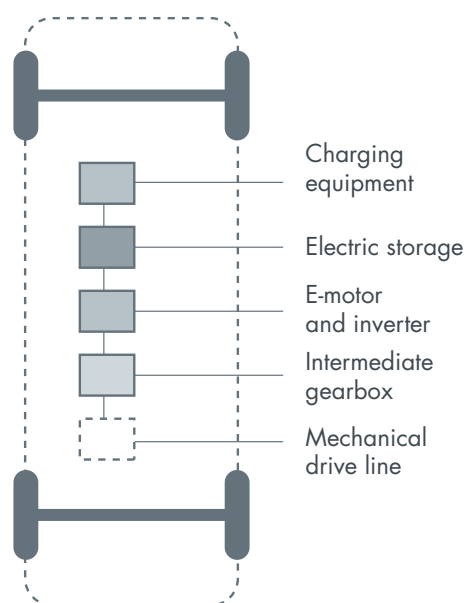 Charging
equipment
Electric storage
E-motor
and inverter
Intermediate
gearbox
Mechanical
drive line